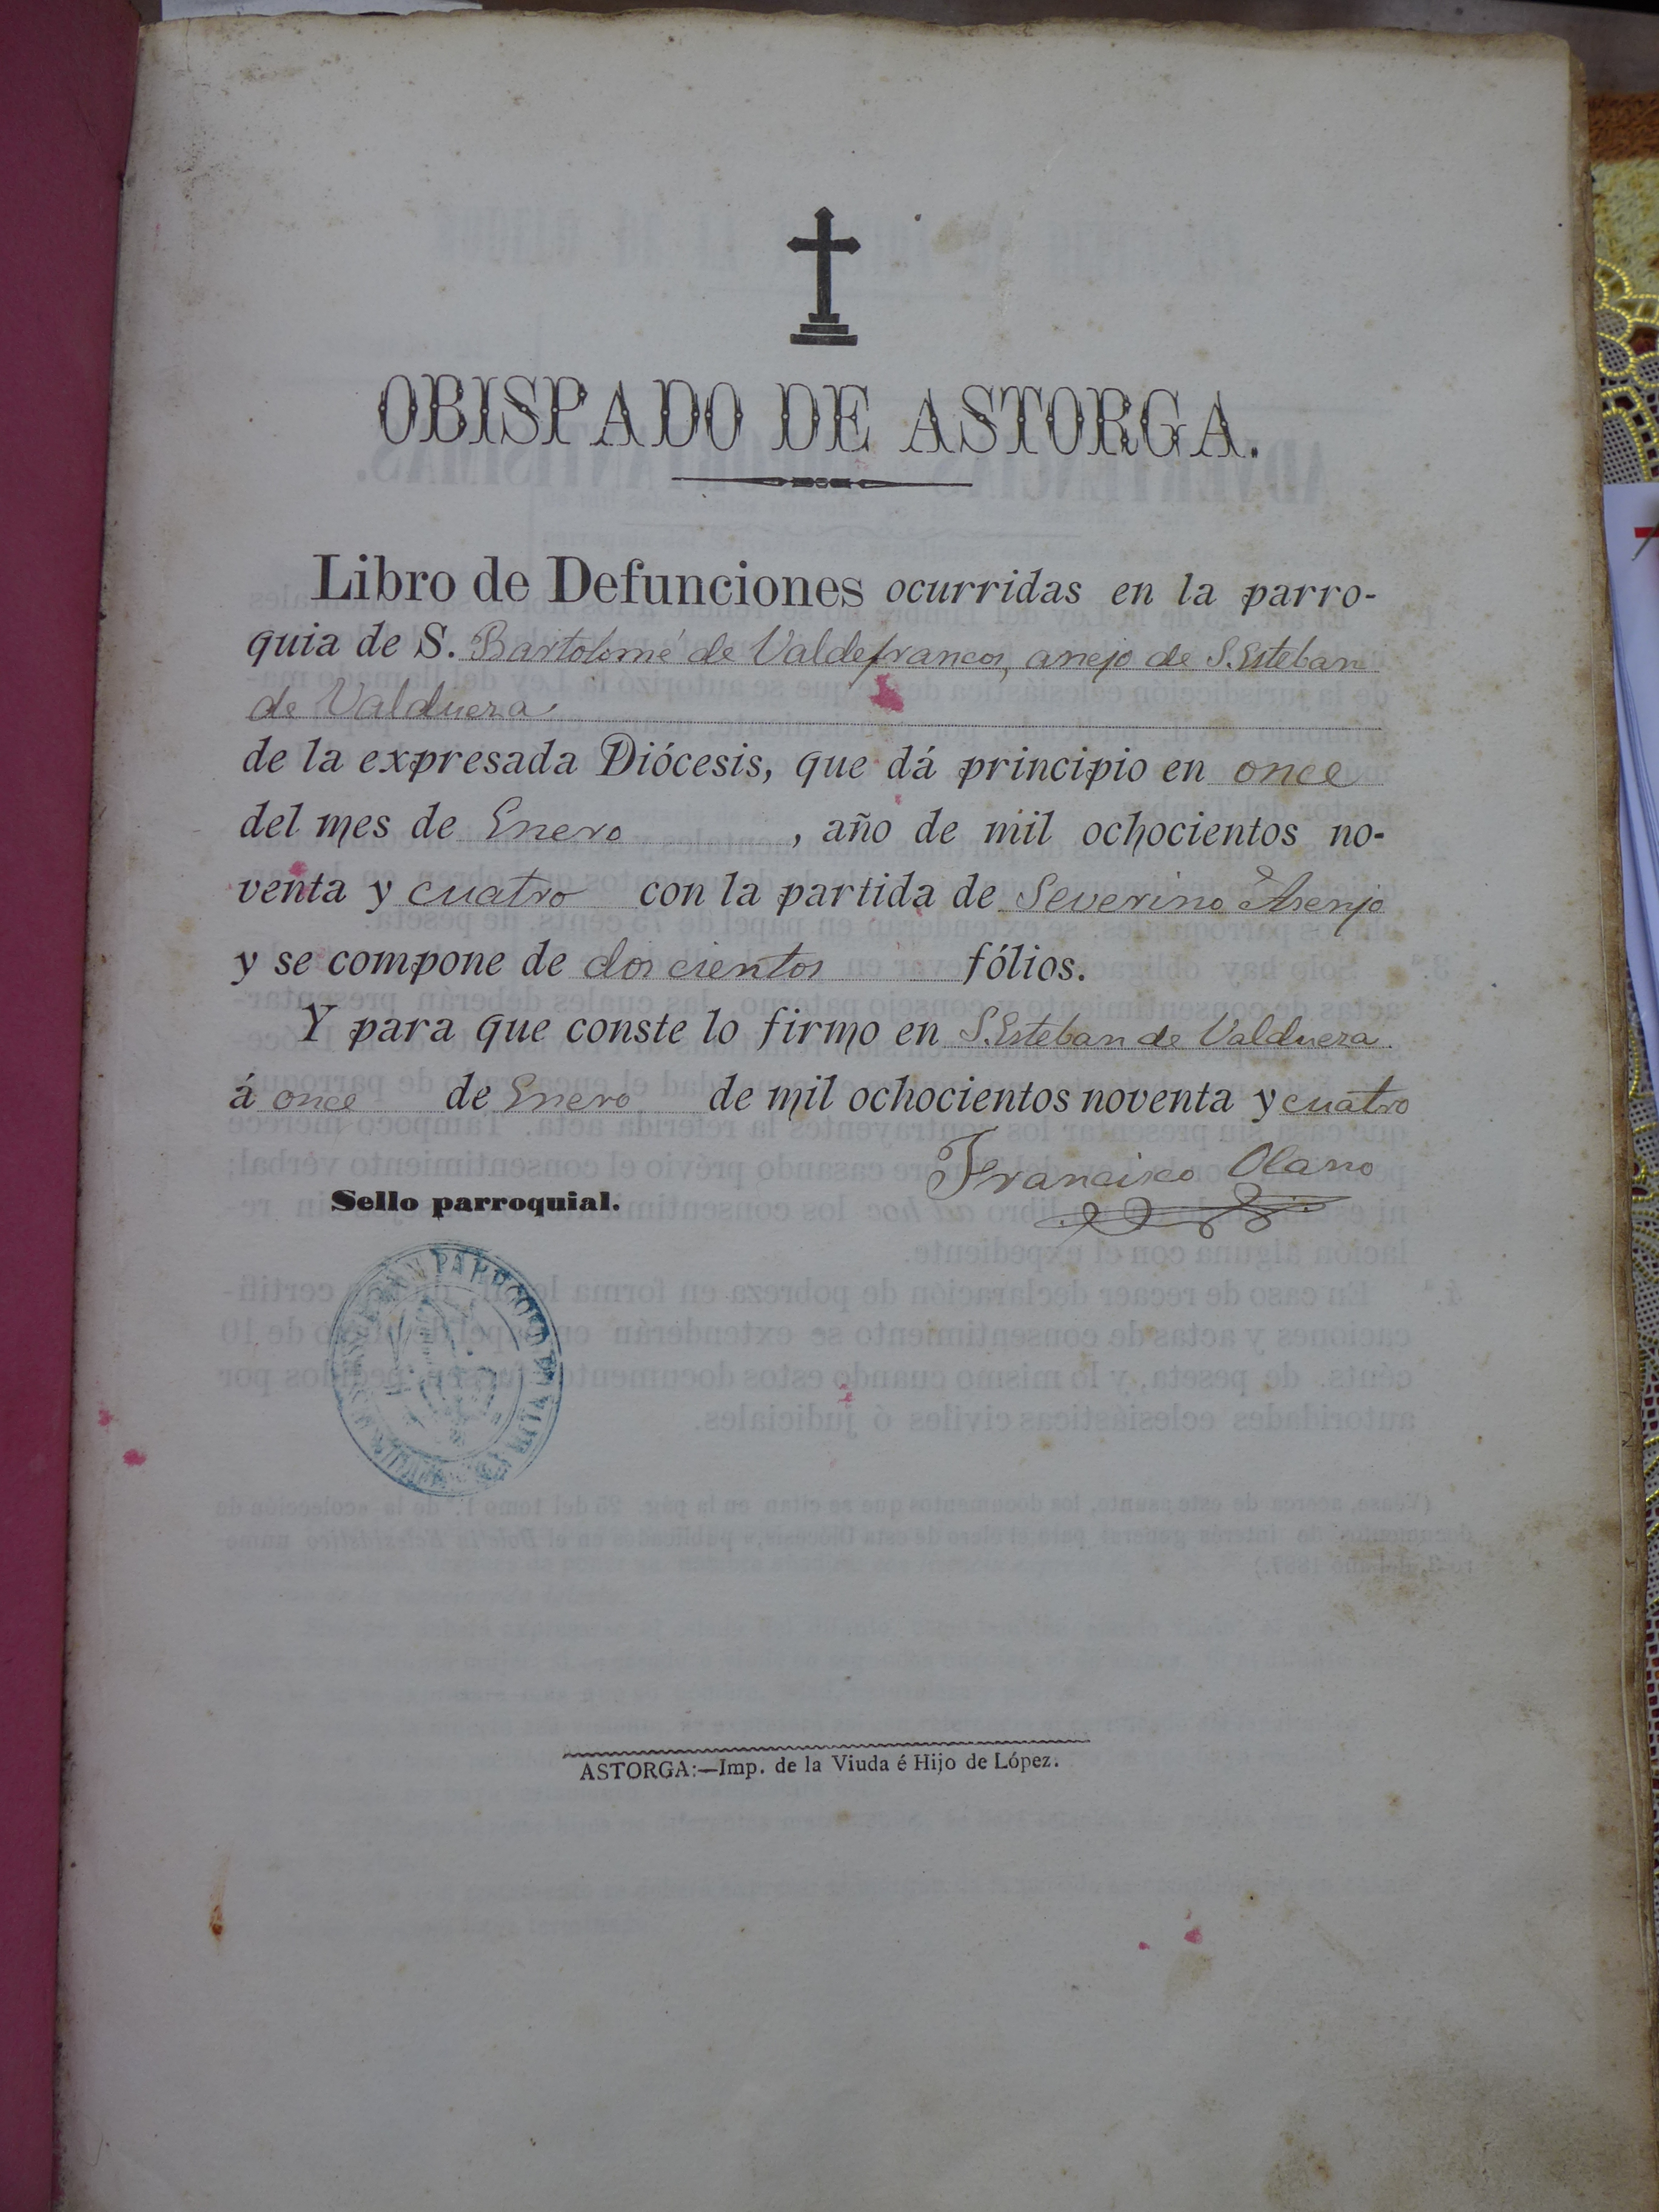 OBISPADO DE ASTORGA.
Libro de Defunciones ocurridas en la parro-
quia de S. Bartolomé de Valdefrancos, anejo de S. Esteban
de Valdueza.
de la expresada Diócesis, que dá principio en once
del mes de Enero, año de mil ochocientos no-
venta y cuatro con la partida de Severino Asenjo
y se compone de doscientos fólios.
Y para que conste lo firmo en S. Esteban de Valdueza
á once de Enero de mil ochocientos noventa y cuatro
Francisco Olano
Sello parroquial.
ASTORGA:—Imp. de la Viuda é Hijo de López.